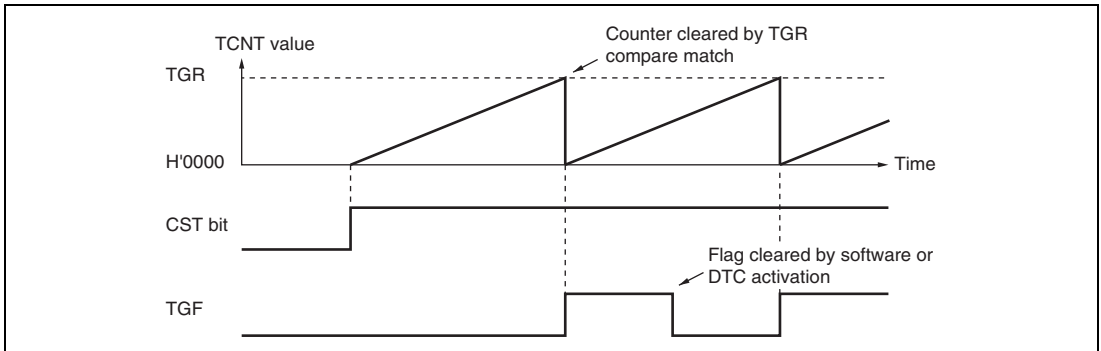 Counter cleared by TGR
compare match
TCNT value
TGR
H'0000
Time
CST bit
Flag cleared by software or
DTC activation
TGF